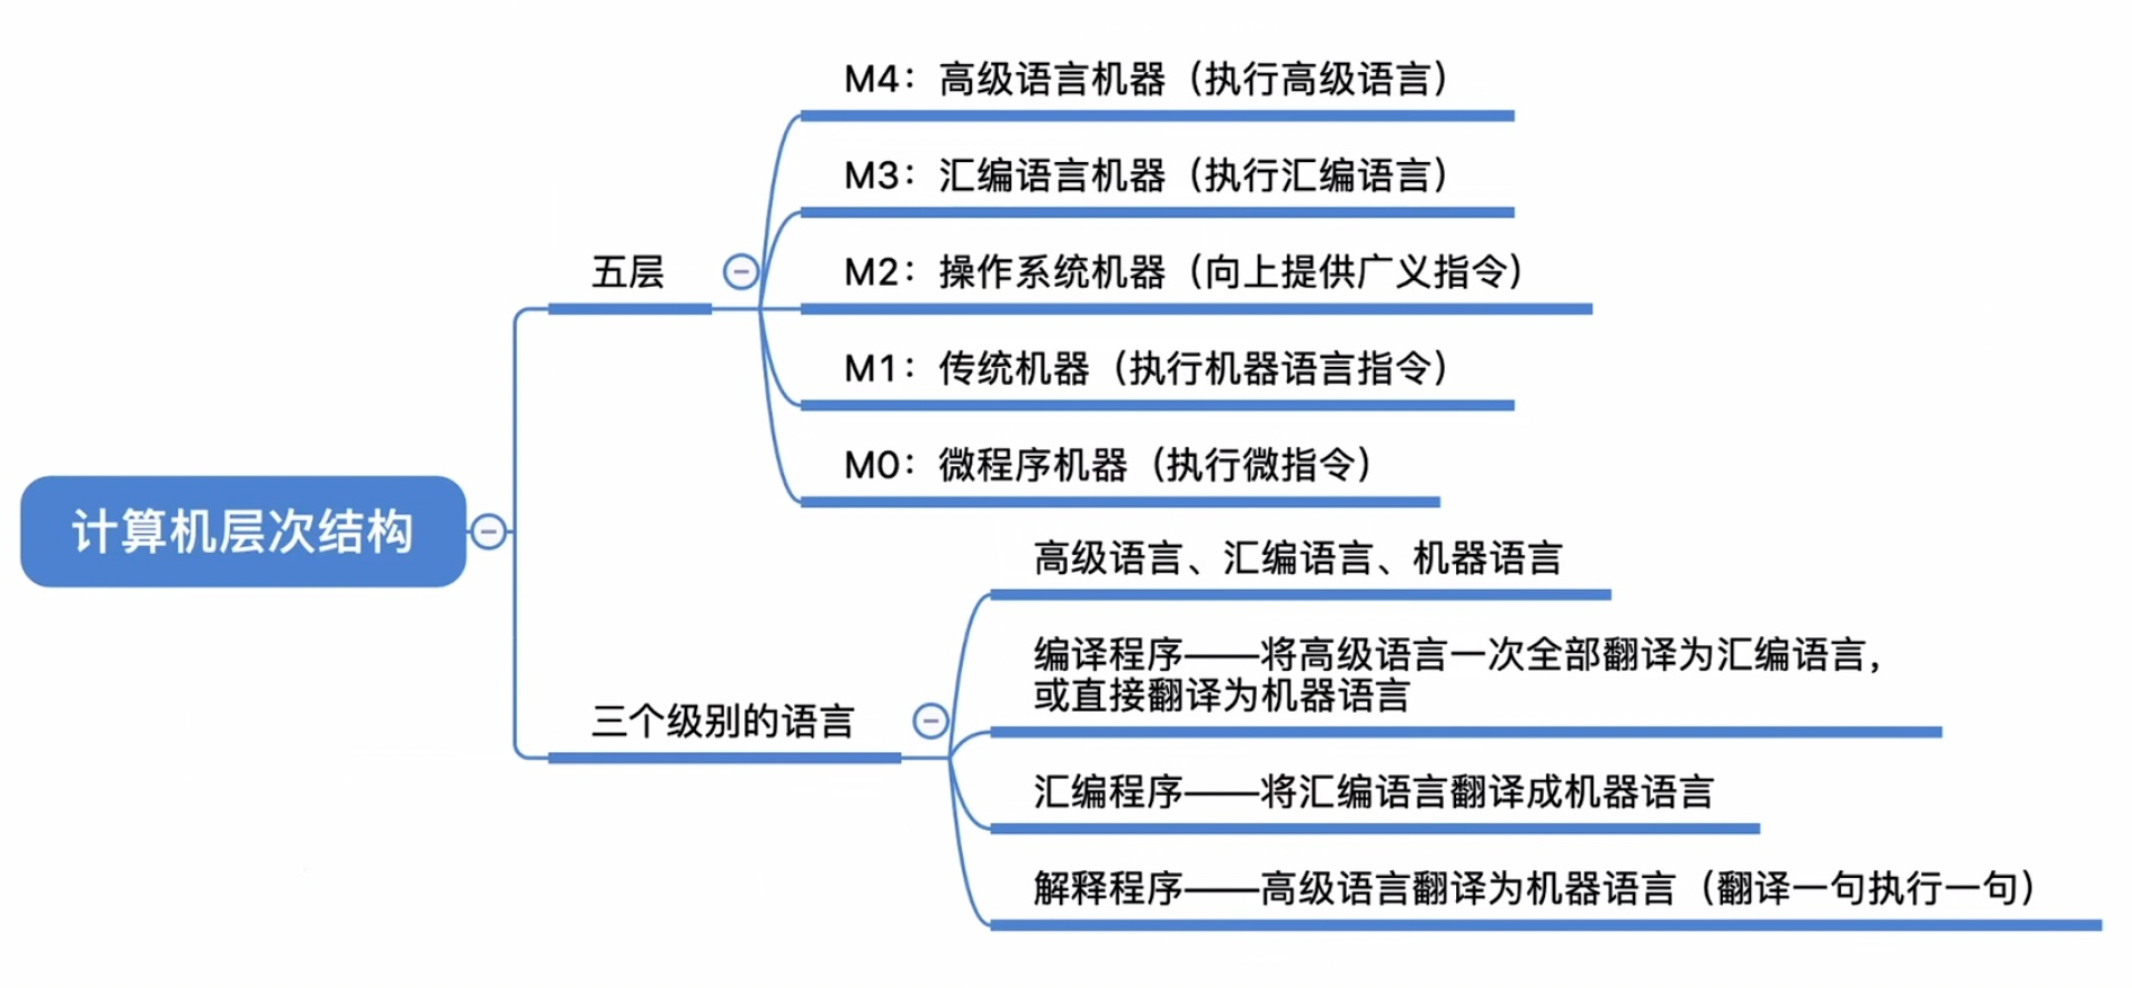 M4：高级语言机器（执行高级语言）
M3：汇编语言机器（执行汇编语言）
五层
M2：操作系统机器（向上提供广义指令）
M1：传统机器（执行机器语言指令）
M0：微程序机器（执行微指令）
计算机层次结构
高级语言、汇编语言、机器语言
编译程序——将高级语言一次全部翻译为汇编语言，
或直接翻译为机器语言
三个级别的语言
汇编程序——将汇编语言翻译成机器语言
解释程序——高级语言翻译为机器语言（翻译一句执行一句）